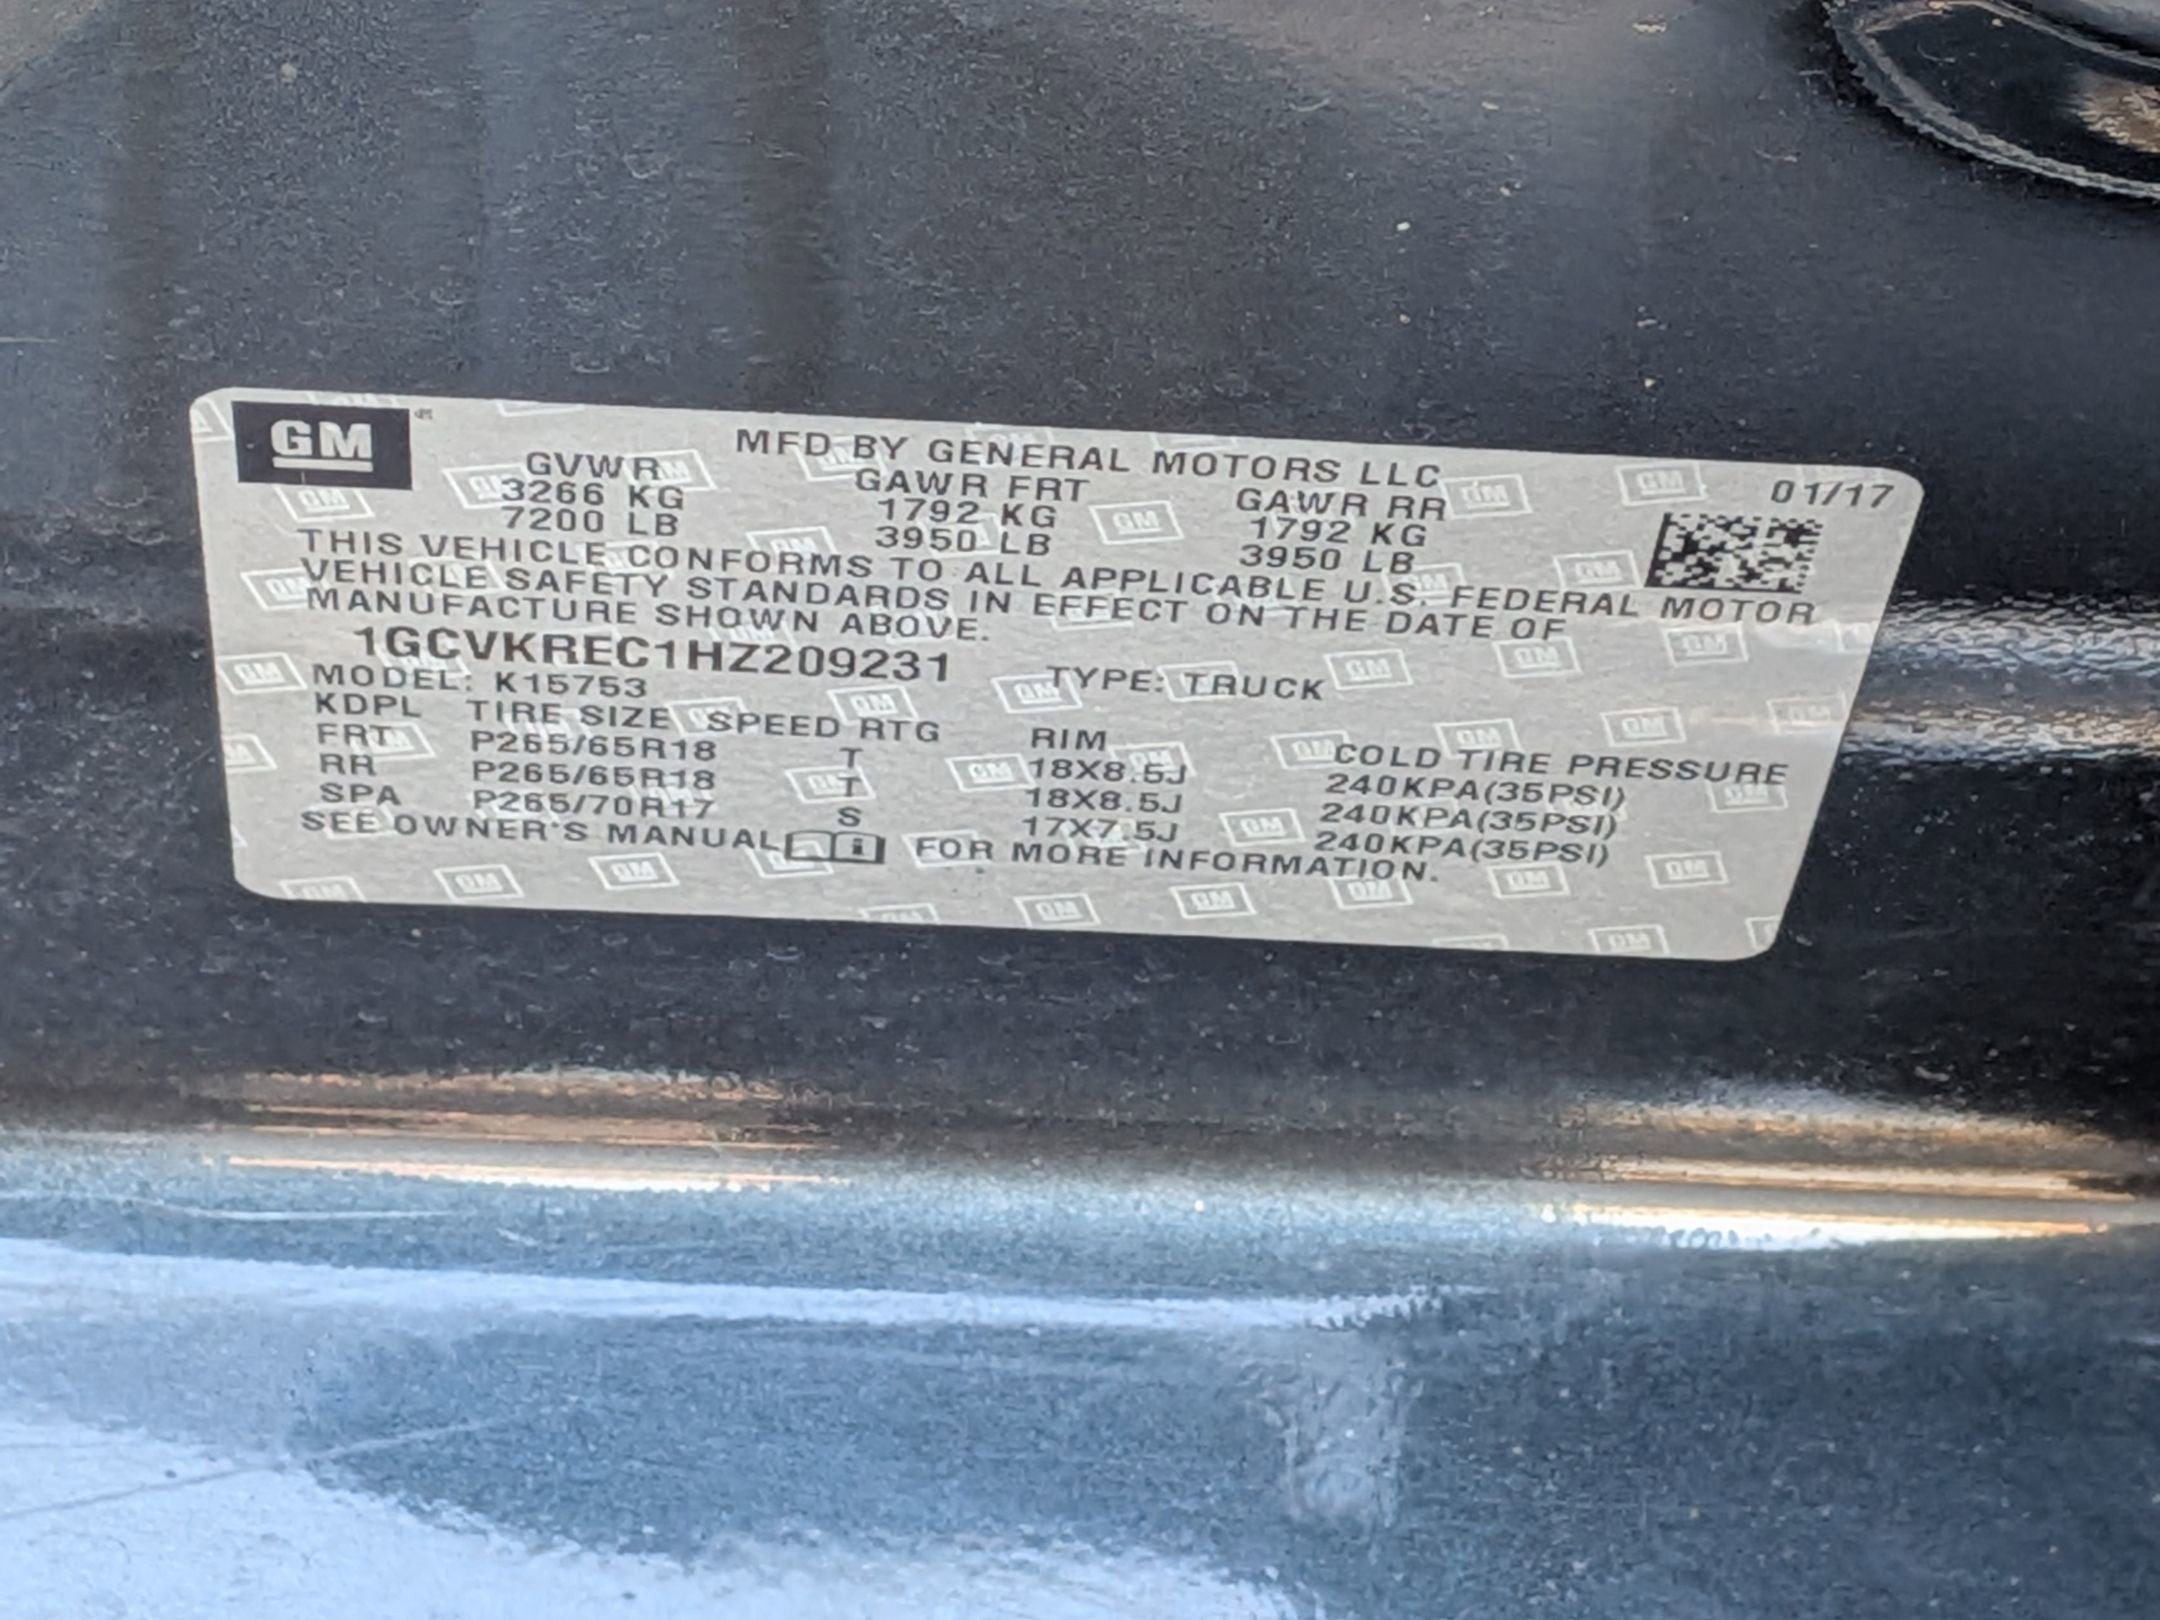 GM
MFD BY GENERAL MOTORS LLC
01/17
GVWR GAWR FRT GAWR RR
3266 KG 1792 KG 1792 KG
7200 LB 3950 LB 3950 LB
THIS VEHICLE CONFORMS TO ALL APPLICABLE U.S. FEDERAL MOTOR
VEHICLE SAFETY STANDARDS IN EFFECT ON THE DATE OF
MANUFACTURE SHOWN ABOVE.
1GCVKREC1HZ209231 TYPE: TRUCK
MODEL: K15753
KDPL TIRE SIZE SPEED RTG RIM COLD TIRE PRESSURE
FRT P265/65R18 T 18X8.5J 240KPA(35PSI)
RR P265/65R18 T 18X8.5J 240KPA(35PSI)
SPA P265/70R17 S 17X7.5J 240KPA(35PSI)
SEE OWNER'S MANUAL FOR MORE INFORMATION.